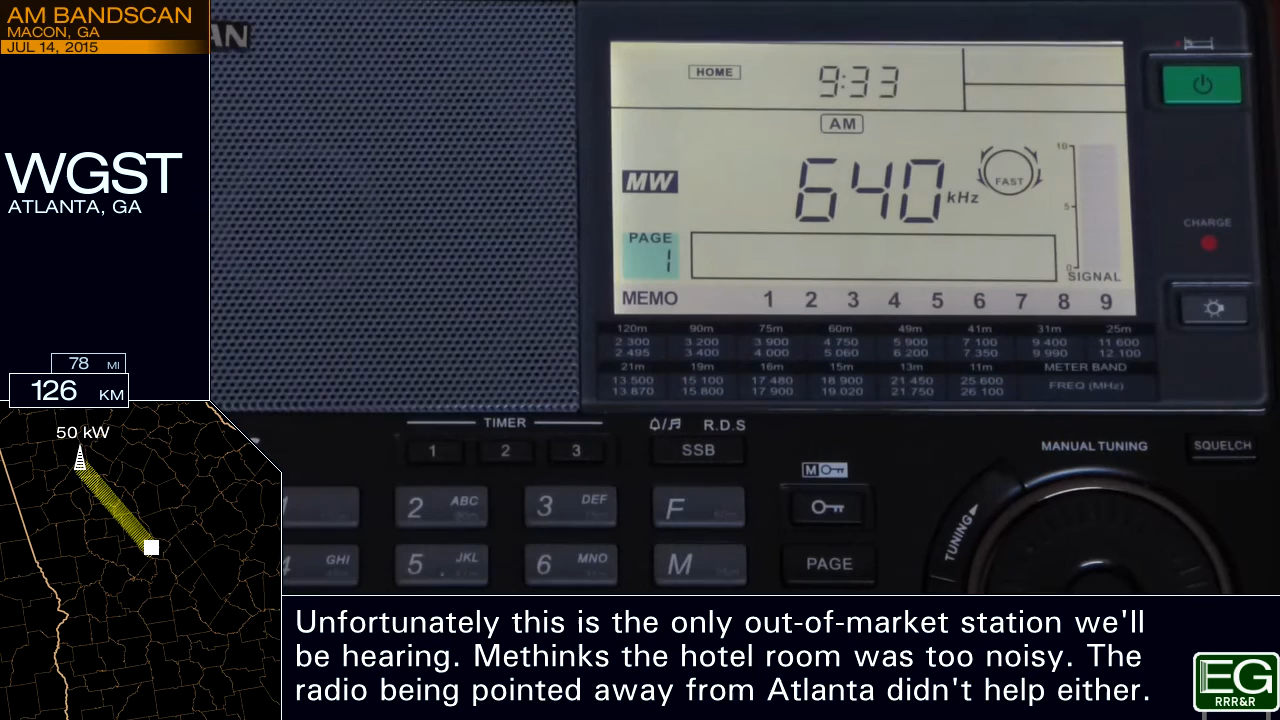 AM BANDSCAN
MACON, GA
JUL 14, 2015
AN
WGST
ATLANTA, GA
78 MI
126 KM
50 kW
HOME
9:33
AM
MW
640 kHz
FAST
10
5
0
SIGNAL
PAGE
1
MEMO 1 2 3 4 5 6 7 8 9
CHARGE
120m 90m 75m 60m 49m 41m 31m 25m
2 300 3 200 3 900 4 750 5 900 7 100 9 400 11 600
2 495 3 400 4 000 5 060 6 200 7 350 9 990 12 100
21m 19m 16m 15m 13m 11m METER BAND
13 500 15 100 17 480 18 900 21 450 25 600 FREQ (MHz)
13 870 15 800 17 900 19 020 21 750 26 100
TIMER
1 2 3
R.D.S
SSB
M
MANUAL TUNING
SQUELCH
TUNING
1
2 ABC
3 DEF
F
4 GHI
5 JKL
6 MNO
M
PAGE
Unfortunately this is the only out-of-market station we'll
be hearing. Methinks the hotel room was too noisy. The
radio being pointed away from Atlanta didn't help either.
EG
RRR&R